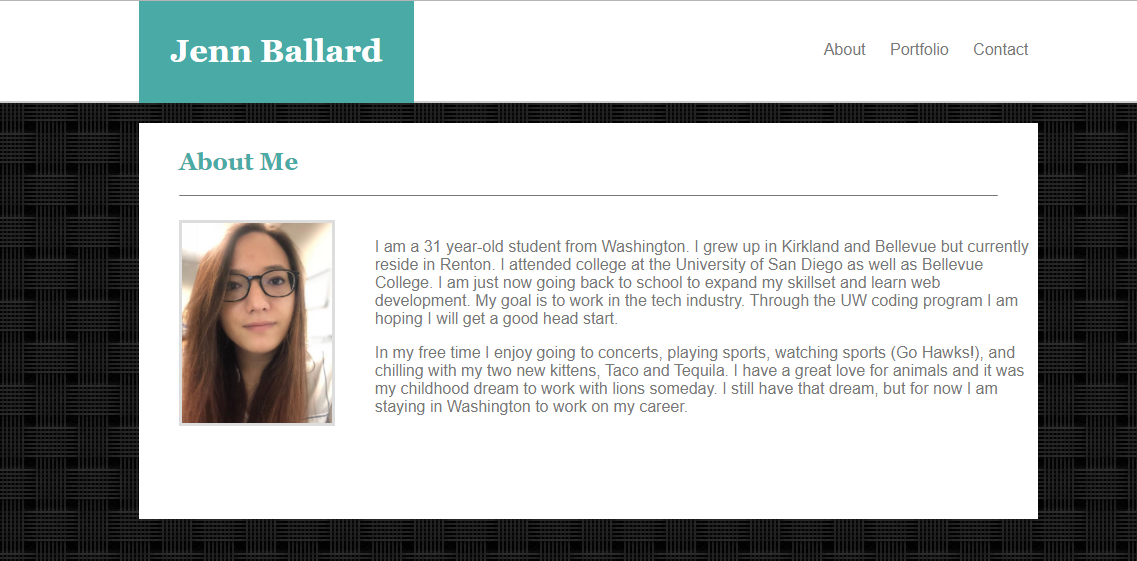 Jenn Ballard
About Portfolio Contact
About Me
I am a 31 year-old student from Washington. I grew up in Kirkland and Bellevue but currently
reside in Renton. I attended college at the University of San Diego as well as Bellevue
College. I am just now going back to school to expand my skillset and learn web
development. My goal is to work in the tech industry. Through the UW coding program I am
hoping I will get a good head start.
In my free time I enjoy going to concerts, playing sports, watching sports (Go Hawks!), and
chilling with my two new kittens, Taco and Tequila. I have a great love for animals and it was
my childhood dream to work with lions someday. I still have that dream, but for now I am
staying in Washington to work on my career.